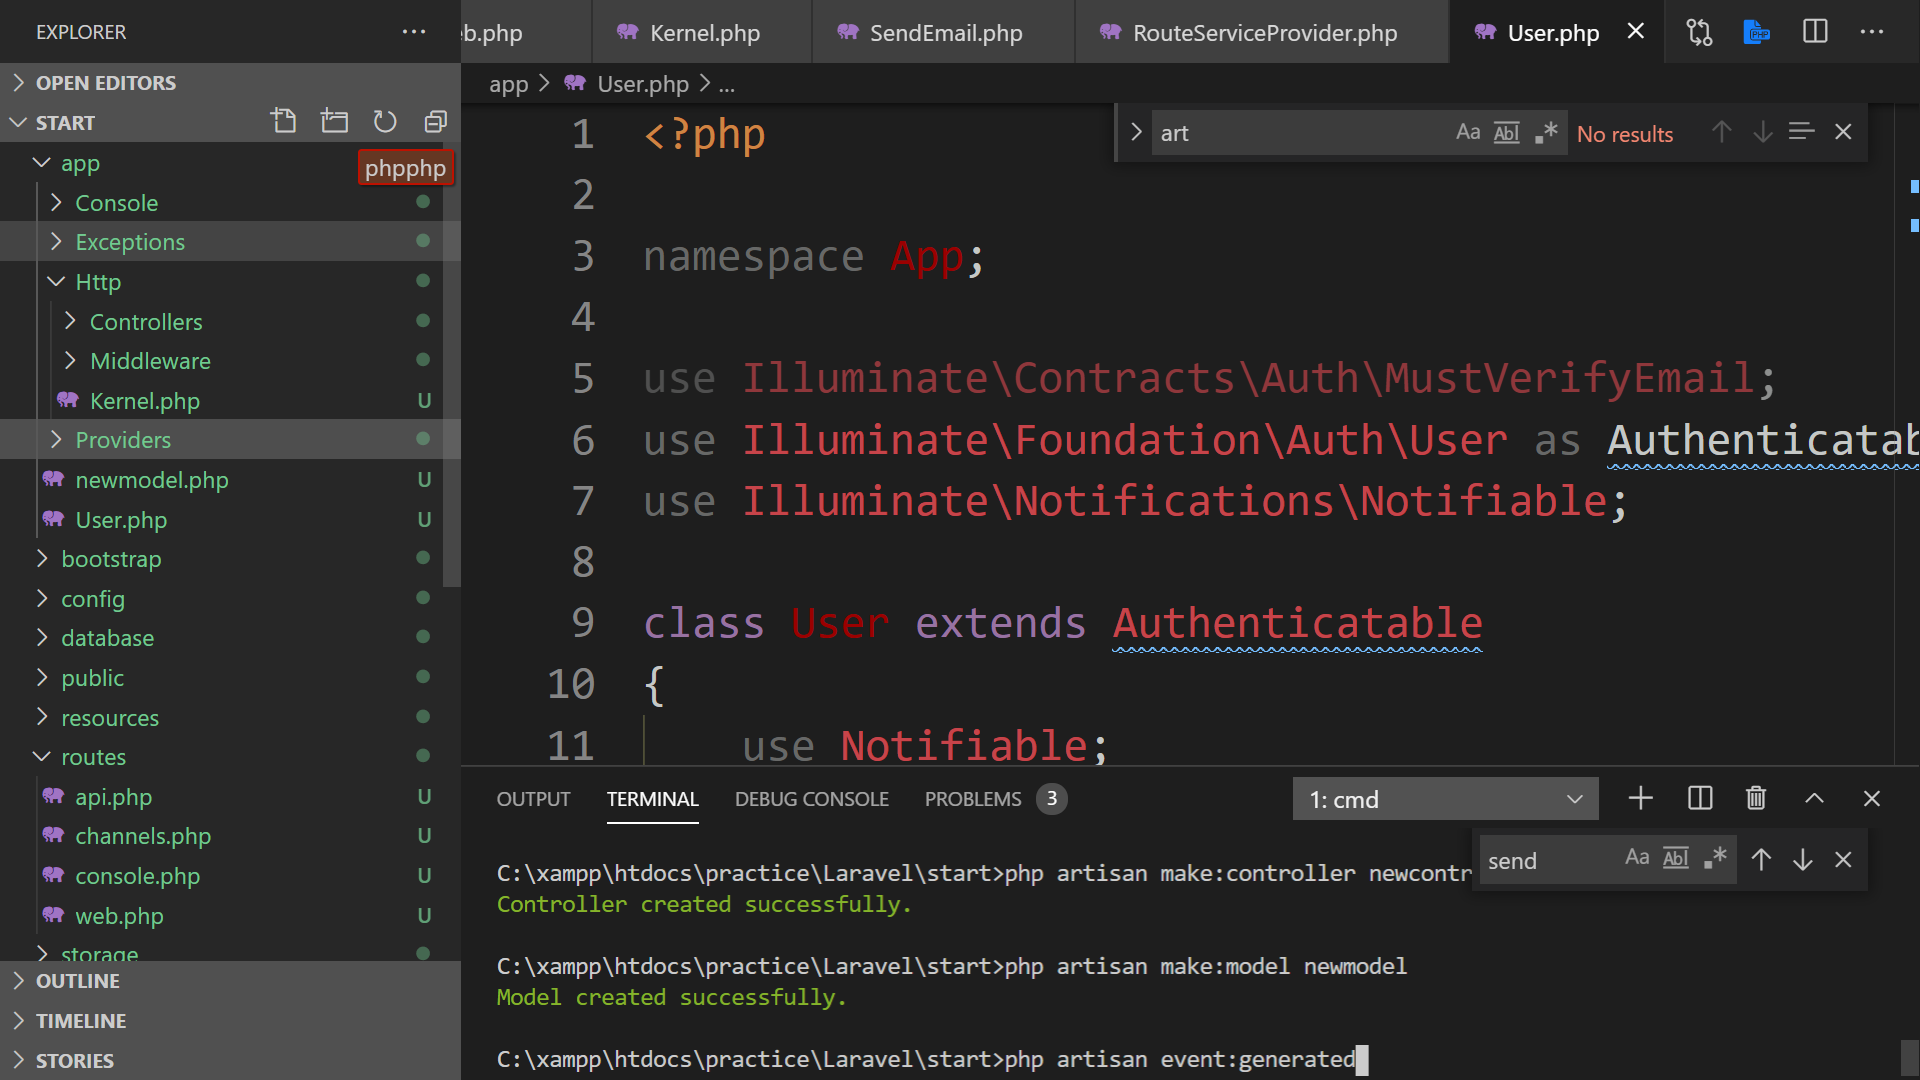 EXPLORER
OPEN EDITORS
START
app
phpphp
Console
Exceptions
Http
Controllers
Middleware
Kernel.php U
Providers
newmodel.php U
User.php U
bootstrap
config
database
public
resources
routes
api.php U
channels.php U
console.php U
web.php U
storage
OUTLINE
TIMELINE
STORIES
b.php Kernel.php SendEmail.php RouteServiceProvider.php User.php
app > User.php > ...
art Aa Abl .* No results
1 <?php
2
3 namespace App;
4
5 use Illuminate\Contracts\Auth\MustVerifyEmail;
6 use Illuminate\Foundation\Auth\User as Authenticatab
7 use Illuminate\Notifications\Notifiable;
8
9 class User extends Authenticatable
10 {
11 use Notifiable;
OUTPUT TERMINAL DEBUG CONSOLE PROBLEMS 3 1: cmd
send Aa Abl .*
C:\xampp\htdocs\practice\Laravel\start>php artisan make:controller newcontr
Controller created successfully.
C:\xampp\htdocs\practice\Laravel\start>php artisan make:model newmodel
Model created successfully.
C:\xampp\htdocs\practice\Laravel\start>php artisan event:generated